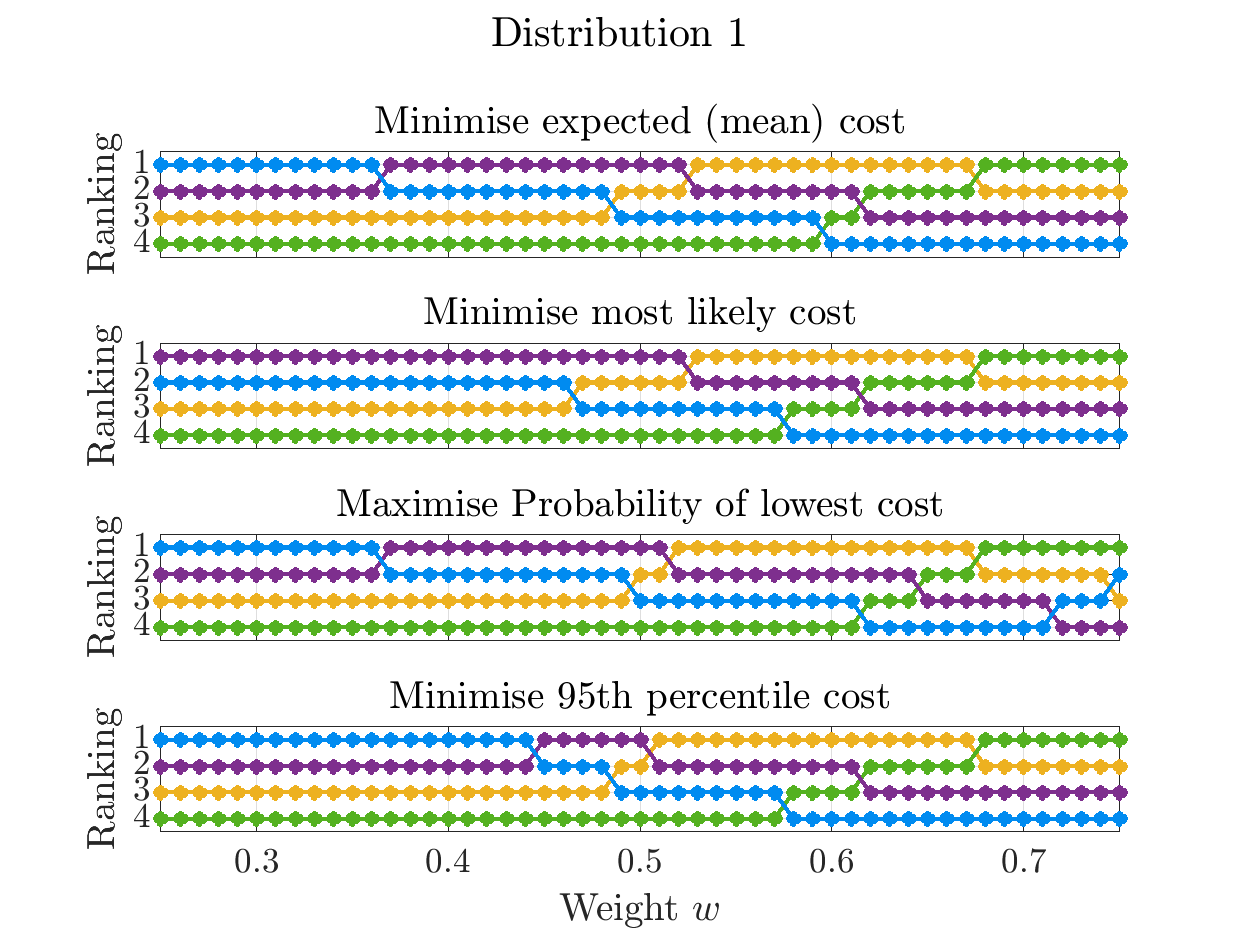 Distribution 1
Minimise expected (mean) cost
Ranking
1
2
3
4
Minimise most likely cost
Ranking
1
2
3
4
Maximise Probability of lowest cost
Ranking
1
2
3
4
Minimise 95th percentile cost
Ranking
1
2
3
4
0.3 0.4 0.5 0.6 0.7
Weight w